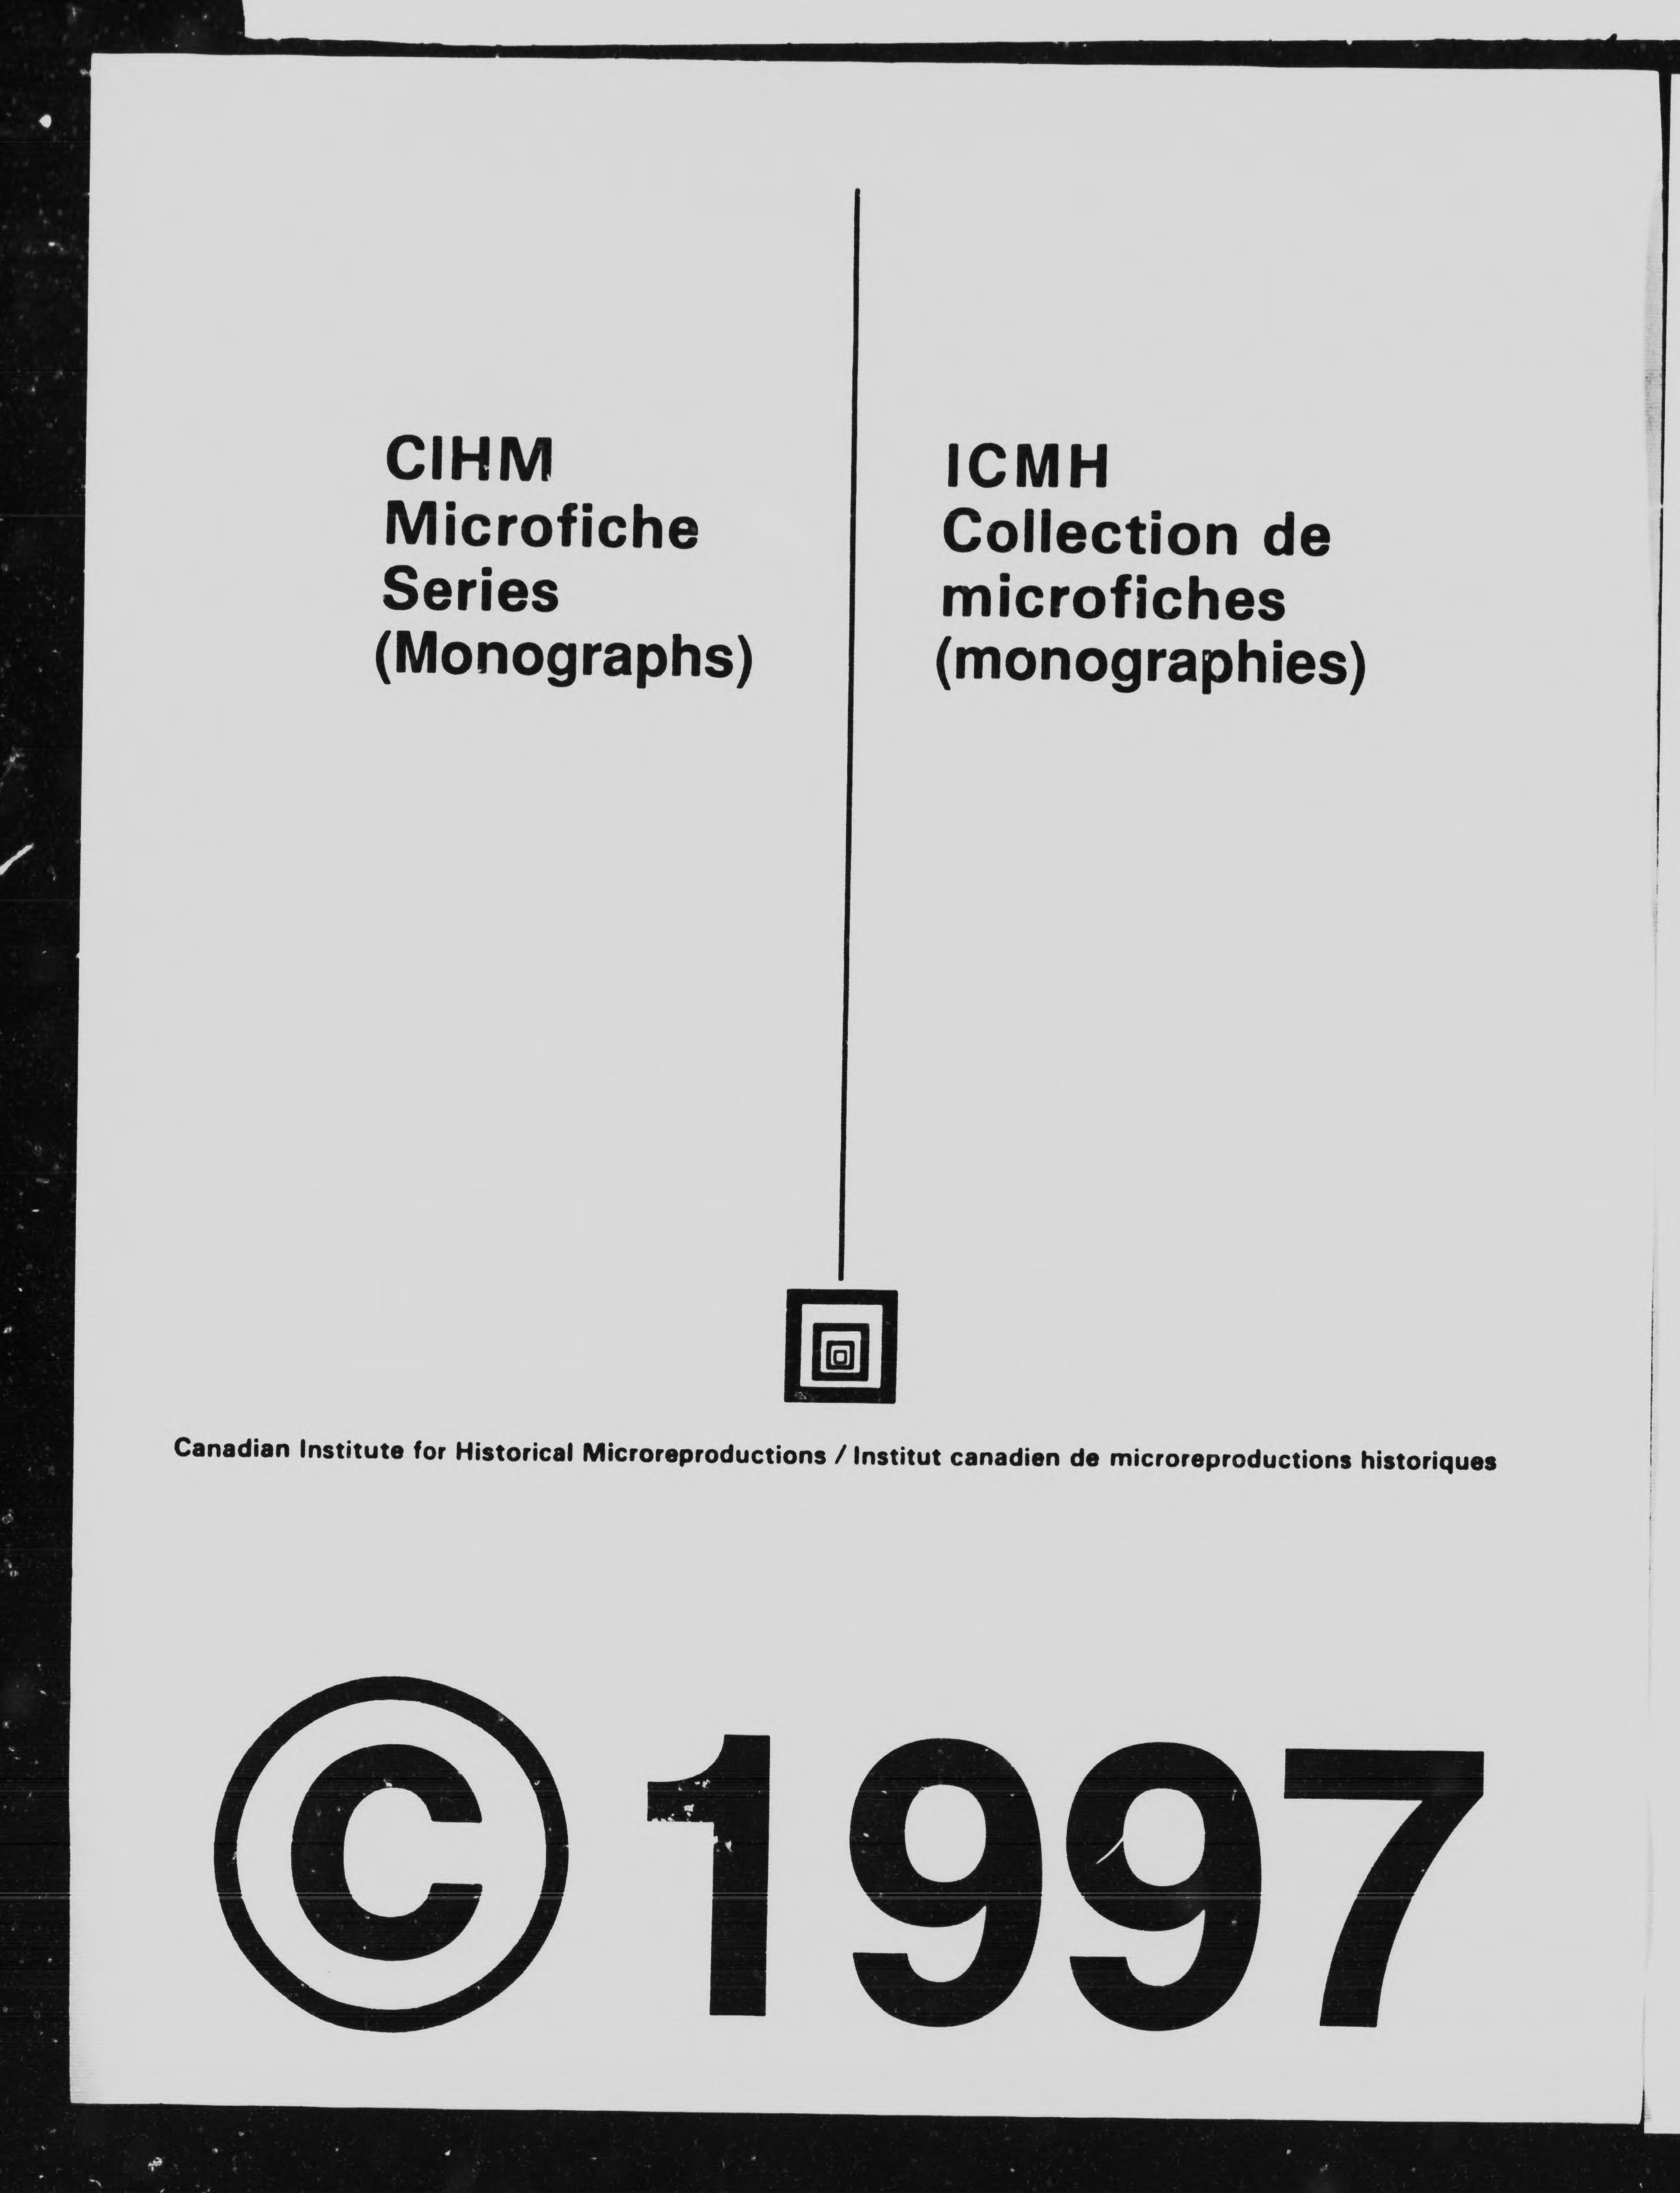 CIHM
Microfiche
Series
(Monographs)
ICMH
Collection de
microfiches
(monographies)
Canadian Institute for Historical Microreproductions / Institut canadien de microreproductions historiques
© 1997